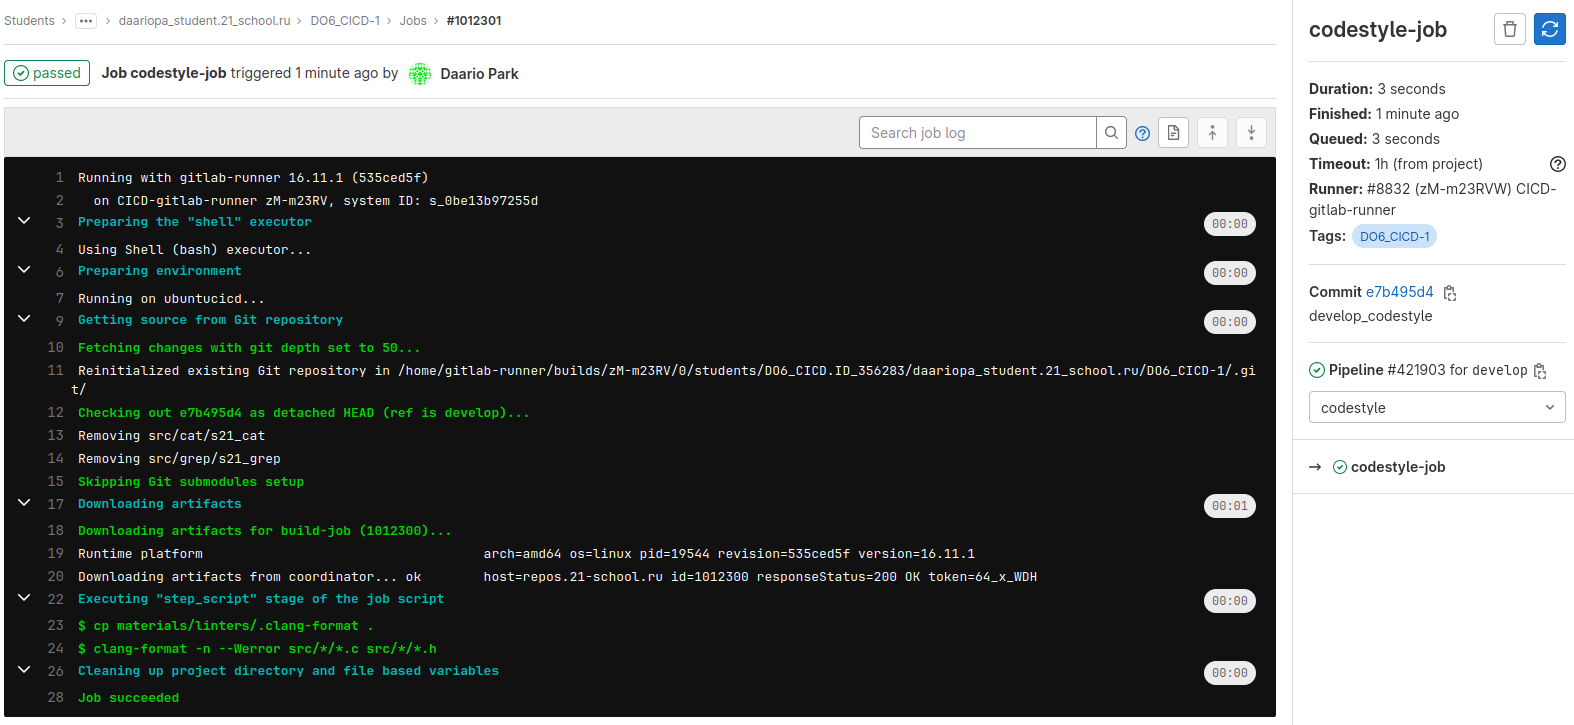 Students › ••• › daariopa_student.21_school.ru › DO6_CICD-1 › Jobs › #1012301
passed Job codestyle-job triggered 1 minute ago by Daario Park
Search job log
1 Running with gitlab-runner 16.11.1 (535ced5f)
2 on CICD-gitlab-runner zM-m23RV, system ID: s_0be13b97255d
3 Preparing the "shell" executor 00:00
4 Using Shell (bash) executor...
6 Preparing environment 00:00
7 Running on ubuntucicd...
9 Getting source from Git repository 00:00
10 Fetching changes with git depth set to 50...
11 Reinitialized existing Git repository in /home/gitlab-runner/builds/zM-m23RV/0/students/DO6_CICD.ID_356283/daariopa_student.21_school.ru/DO6_CICD-1/.gi
t/
12 Checking out e7b495d4 as detached HEAD (ref is develop)...
13 Removing src/cat/s21_cat
14 Removing src/grep/s21_grep
15 Skipping Git submodules setup
17 Downloading artifacts 00:01
18 Downloading artifacts for build-job (1012300)...
19 Runtime platform arch=amd64 os=linux pid=19544 revision=535ced5f version=16.11.1
20 Downloading artifacts from coordinator... ok host=repos.21-school.ru id=1012300 responseStatus=200 OK token=64_x_WDH
22 Executing "step_script" stage of the job script 00:00
23 $ cp materials/linters/.clang-format .
24 $ clang-format -n --Werror src/*/*.c src/*/*.h
26 Cleaning up project directory and file based variables 00:00
28 Job succeeded
codestyle-job
Duration: 3 seconds
Finished: 1 minute ago
Queued: 3 seconds
Timeout: 1h (from project)
Runner: #8832 (zM-m23RVW) CICD-
gitlab-runner
Tags: DO6_CICD-1
Commit e7b495d4
develop_codestyle
Pipeline #421903 for develop
codestyle
→ codestyle-job